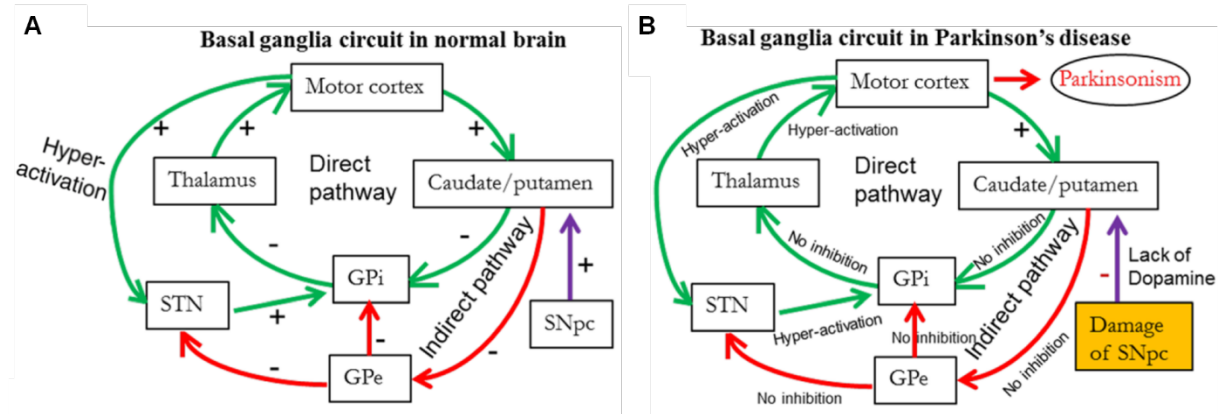 A
Basal ganglia circuit in normal brain
Motor cortex
+
+
+
Hyper-
activation
Thalamus
Direct
pathway
Caudate/putamen
-
-
+
GPi
Indirect pathway
STN
+
SNpc
-
-
-
GPe
B
Basal ganglia circuit in Parkinson's disease
Motor cortex
Parkinsonism
Hyper-activation
Hyper-activation
+
Thalamus
Direct
pathway
Caudate/putamen
No inhibition
No inhibition
-
Lack of
Dopamine
GPi
Indirect pathway
STN
Hyper-activation
No inhibition
Damage
of SNpc
No inhibition
GPe
No inhibition